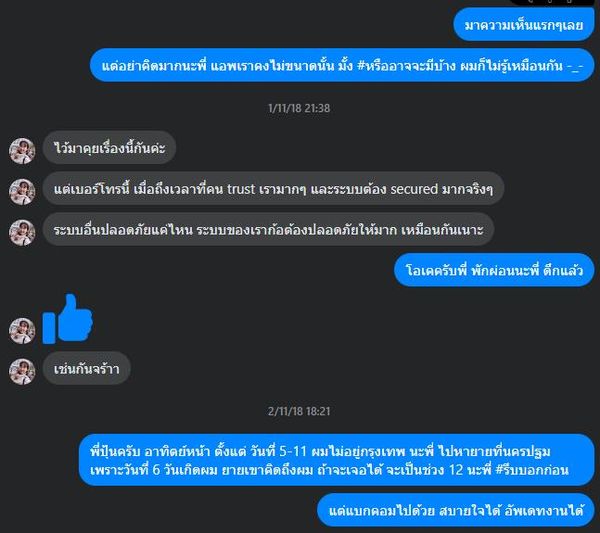 มาความเห็นแรกๆเลย
แต่อย่าคิดมากนะพี่ แอพเราคงไม่ขนาดนั้น มั้ง #หรืออาจจะมีบ้าง ผมก็ไม่รู้เหมือนกัน -_-
1/11/18 21:38
ไว้มาคุยเรื่องนี้กันค่ะ
แต่เบอร์โทรนี้ เมื่อถึงเวลาที่คน trust เรามากๆ และระบบต้อง secured มากจริงๆ
ระบบอื่นปลอดภัยแค่ไหน ระบบของเราก้อต้องปลอดภัยให้มาก เหมือนกันเนาะ
โอเคครับพี่ พักผ่อนนะพี่ ดึกแล้ว
เช่นกันจร้าา
2/11/18 18:21
พี่ปุ้นครับ อาทิตย์หน้า ตั้งแต่ วันที่ 5-11 ผมไม่อยู่กรุงเทพ นะพี่ ไปหายายที่นครปฐม
เพราะวันที่ 6 วันเกิดผม ยายเขาคิดถึงผม ถ้าจะเจอได้ จะเป็นช่วง 12 นะพี่ #รีบบอกก่อน
แต่แบกคอมไปด้วย สบายใจได้ อัพเดทงานได้